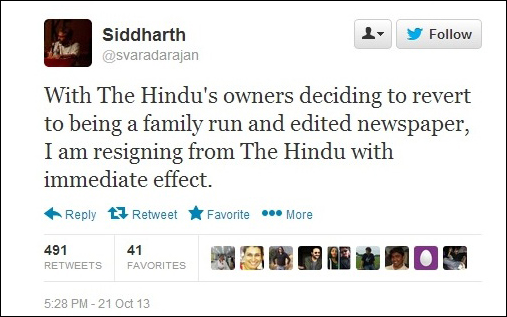 Siddharth
@svaradarajan
Follow
With The Hindu's owners deciding to revert
to being a family run and edited newspaper,
I am resigning from The Hindu with
immediate effect.
Reply Retweet Favorite More
491 41
RETWEETS FAVORITES
5:28 PM - 21 Oct 13